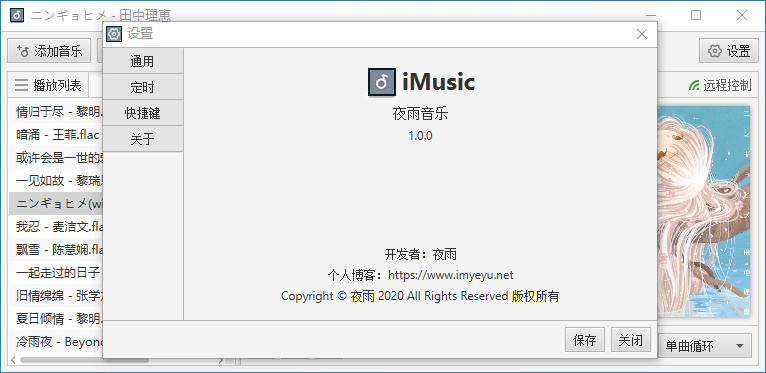 ニンギョヒメ - 田中理恵
设置
添加音乐
设置
播放列表
远程控制
情归于尽 - 黎明.
暗涌 - 王菲.flac
或许会是一世的
一见如故 - 黎瑞
ニンギョヒメ(wi
我忍 - 麦洁文.fla
飘雪 - 陈慧娴.fla
一起走过的日子
旧情绵绵 - 张学
夏日倾情 - 黎明.
冷雨夜 - Beyond
通用
定时
快捷键
关于
iMusic
夜雨音乐
1.0.0
开发者：夜雨
个人博客：https://www.imyeyu.net
Copyright © 夜雨 2020 All Rights Reserved 版权所有
保存
关闭
ニンギョヒメ
单曲循环